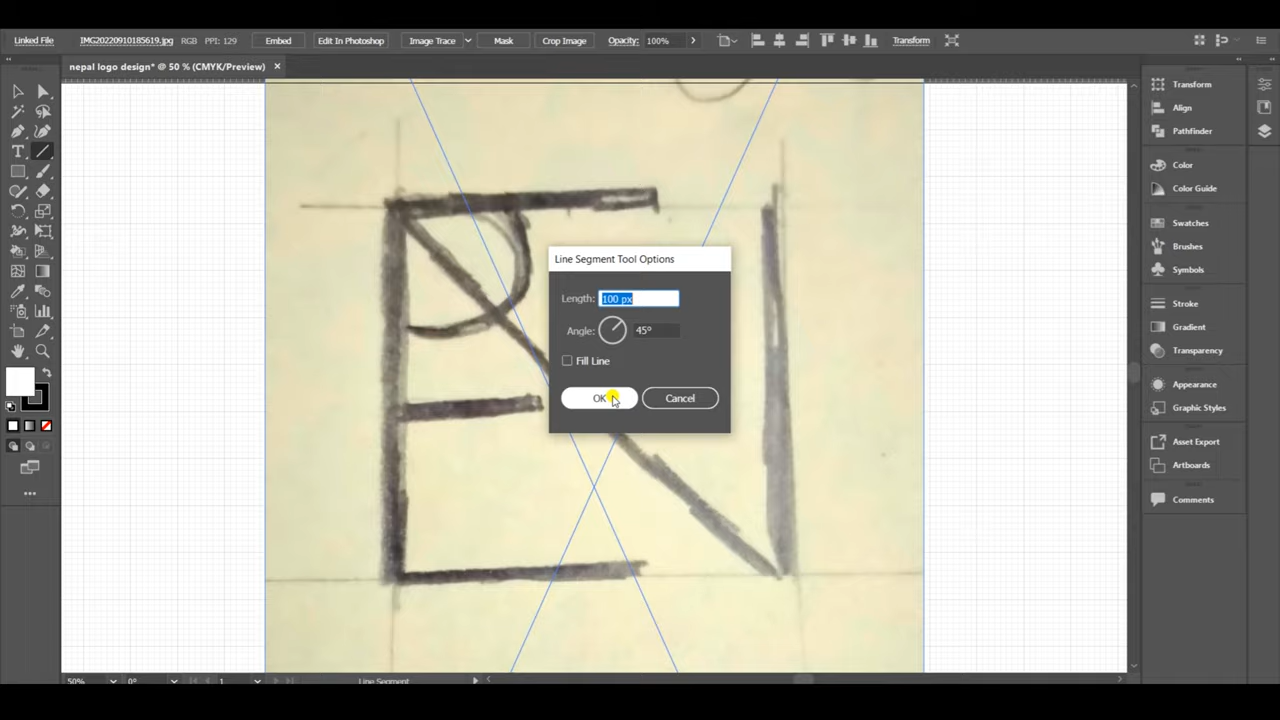 Linked File IMG20220910185619.jpg RGB PPI: 129 Embed Edit In Photoshop Image Trace Mask Crop Image Opacity: 100% Transform
nepal logo design* @ 50 % (CMYK/Preview) ×
Transform
Align
Pathfinder
Color
Color Guide
Swatches
Brushes
Symbols
Stroke
Gradient
Transparency
Appearance
Graphic Styles
Asset Export
Artboards
Comments
Line Segment Tool Options
Length: 100 px
Angle: 45°
Fill Line
OK Cancel
50% 0° 1 Line Segment